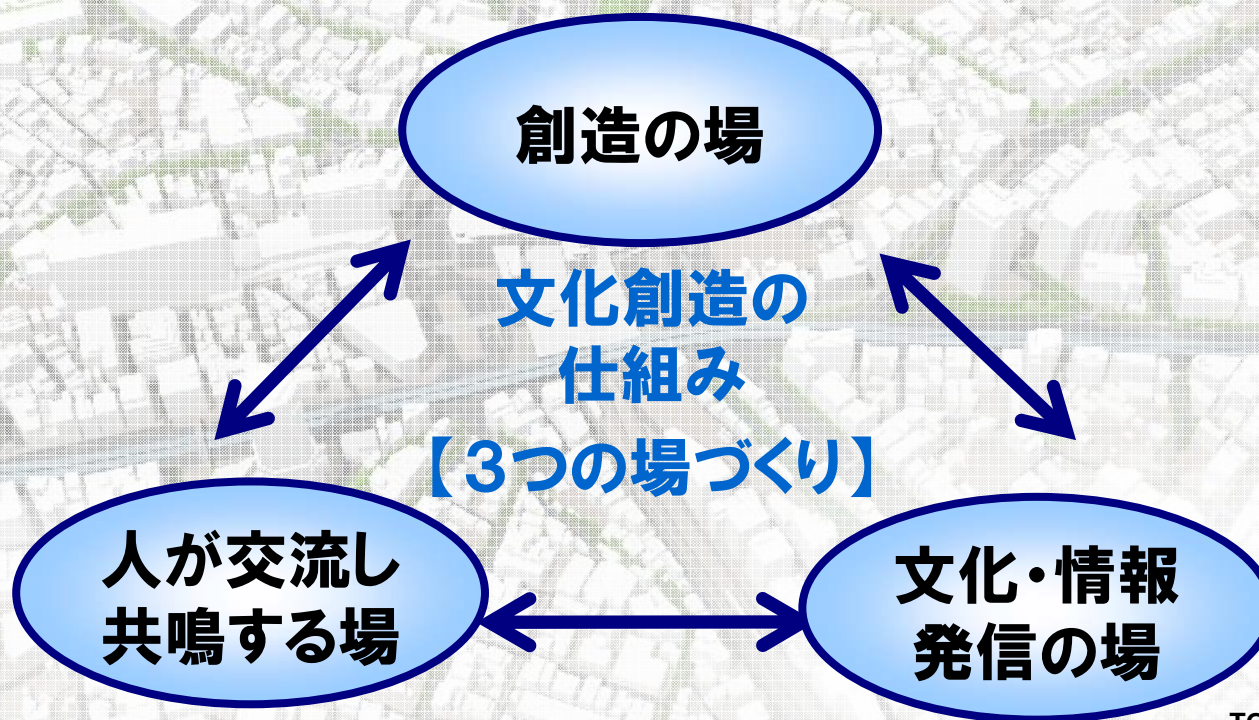 創造の場
文化創造の
仕組み
【３つの場づくり】
人が交流し
共鳴する場
文化・情報
発信の場